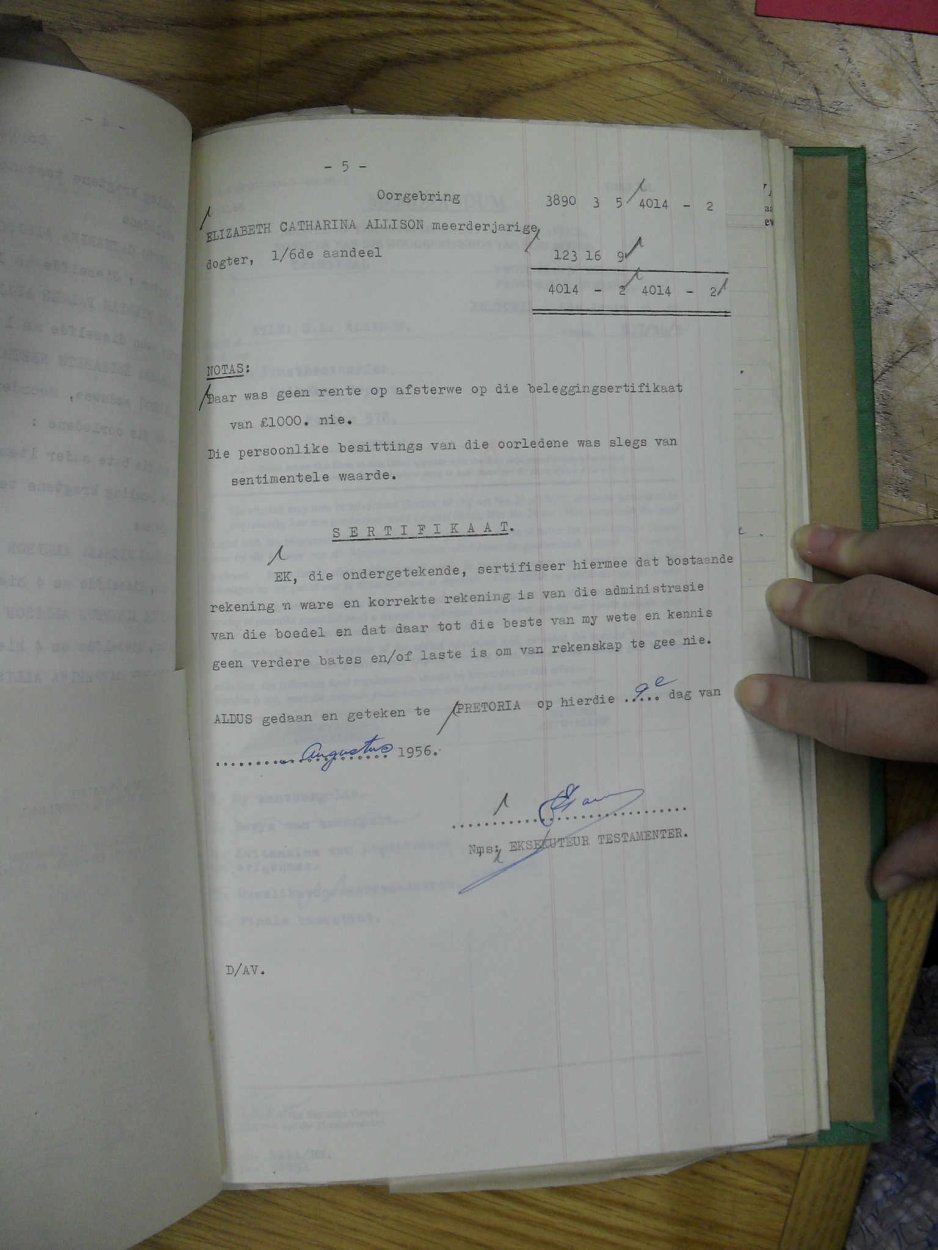 - 5 -
Oorgebring 3890 3 5 4014 - 2
ELIZABETH CATHARINA ALLISON meerderjarige
dogter, 1/6de aandeel 123 16 9
4014 - 2 4014 - 2
NOTAS:
Daar was geen rente op afsterwe op die beleggingsertifikaat
van £1000. nie.
Die persoonlike besittings van die oorledene was slegs van
sentimentele waarde.
S E R T I F I K A A T.
EK, die ondergetekende, sertifiseer hiermee dat bostaande
rekening 'n ware en korrekte rekening is van die administrasie
van die boedel en dat daar tot die beste van my wete en kennis
geen verdere bates en/of laste is om van rekenskap te gee nie.
ALDUS gedaan en geteken te PRETORIA op hierdie 9e dag van
Augustus 1956.
Nms: EKSEKUTEUR TESTAMENTER.
D/AV.